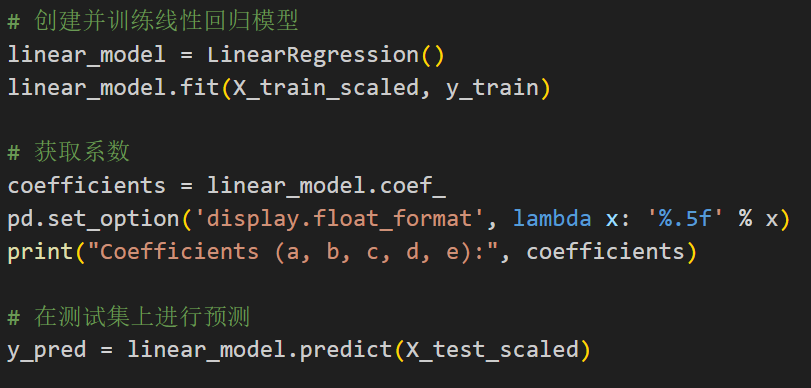 # 创建并训练线性回归模型
linear_model = LinearRegression()
linear_model.fit(X_train_scaled, y_train)
# 获取系数
coefficients = linear_model.coef_
pd.set_option('display.float_format', lambda x: '%.5f' % x)
print("Coefficients (a, b, c, d, e):", coefficients)
# 在测试集上进行预测
y_pred = linear_model.predict(X_test_scaled)